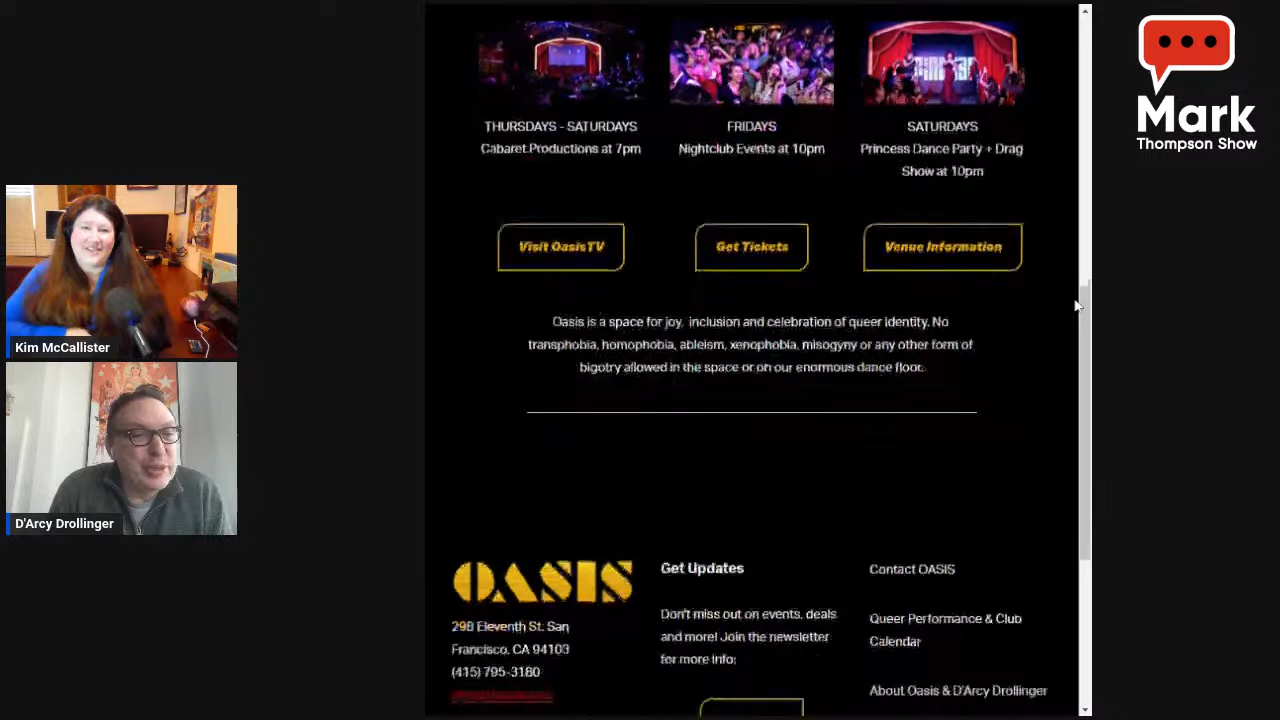 Mark
Thompson Show
THURSDAYS - SATURDAYS
Cabaret Productions at 7pm
FRIDAYS
Nightclub Events at 10pm
SATURDAYS
Princess Dance Party + Drag
Show at 10pm
Visit OasisTV
Get Tickets
Venue Information
Oasis is a space for joy, inclusion and celebration of queer identity. No
transphobia, homophobia, ableism, xenophobia, misogyny or any other form of
bigotry allowed in the space or on our enormous dance floor.
Kim McCallister
D'Arcy Drollinger
OASIS
298 Eleventh St. San
Francisco, CA 94103
(415) 795-3180
Get Updates
Don't miss out on events, deals
and more! Join the newsletter
for more info:
Contact OASIS
Queer Performance & Club
Calendar
About Oasis & D'Arcy Drollinger